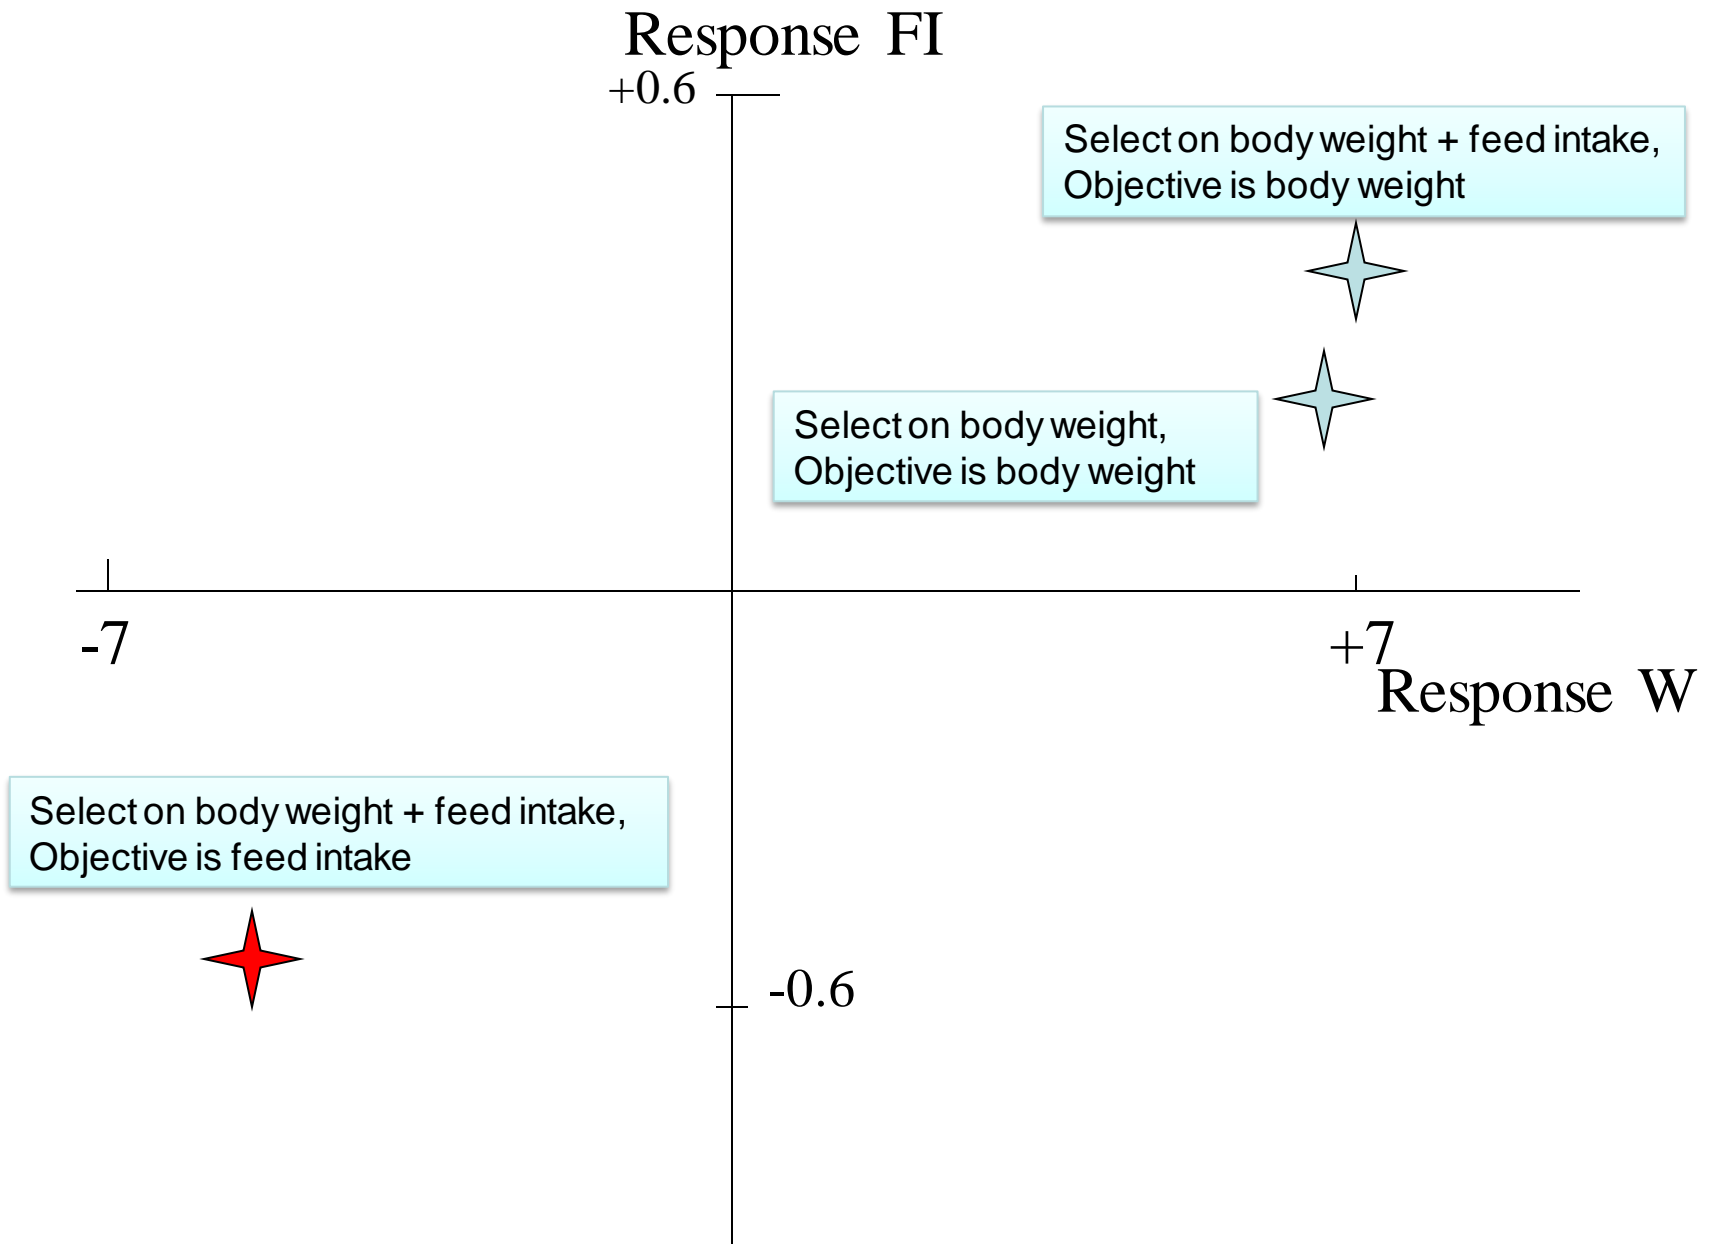 Response FI
+0.6
Select on body weight + feed intake,
Objective is body weight
Select on body weight,
Objective is body weight
-7
+7
Response W
Select on body weight + feed intake,
Objective is feed intake
-0.6